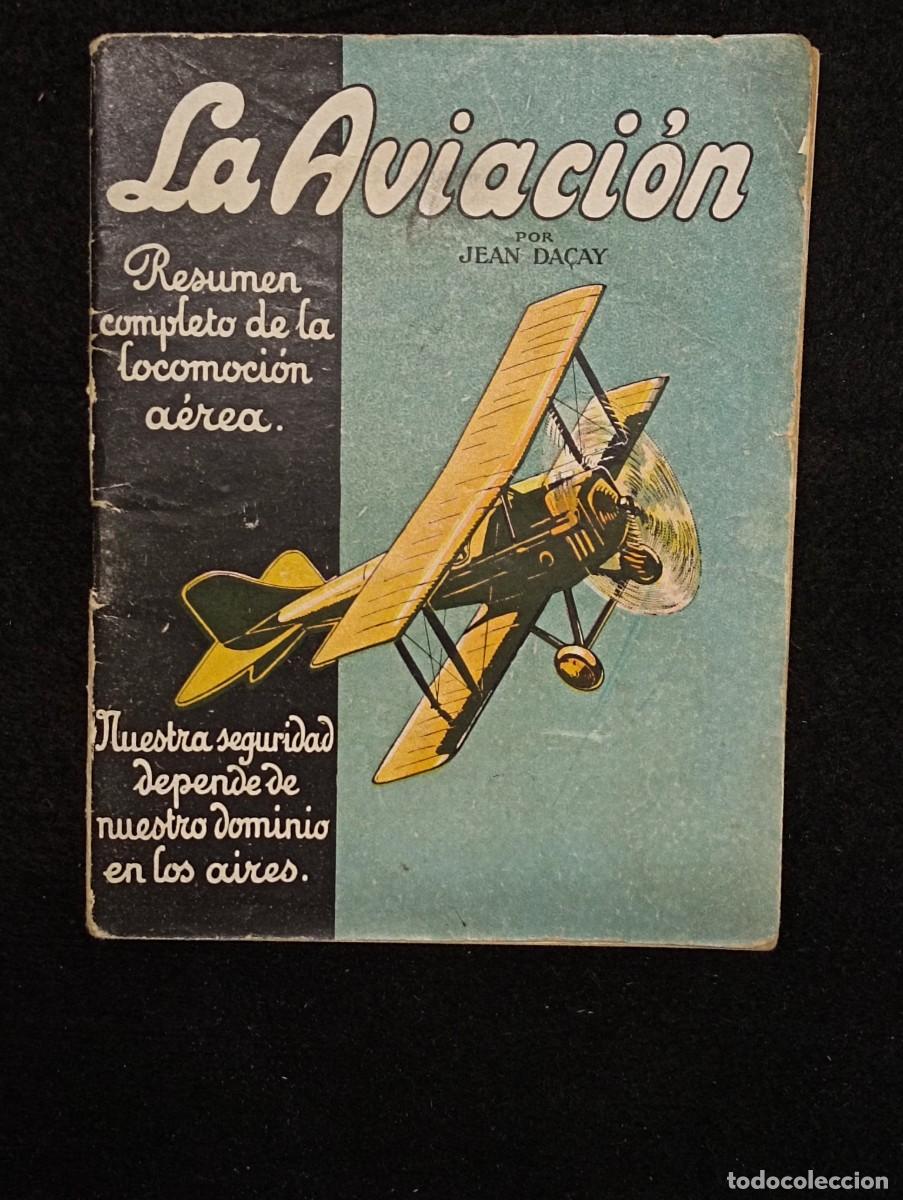 La Aviación
POR
JEAN DAÇAY
Resumen
completo de la
locomoción
aérea.
Nuestra seguridad
depende de
nuestro dominio
en los aires.
todocoleccion